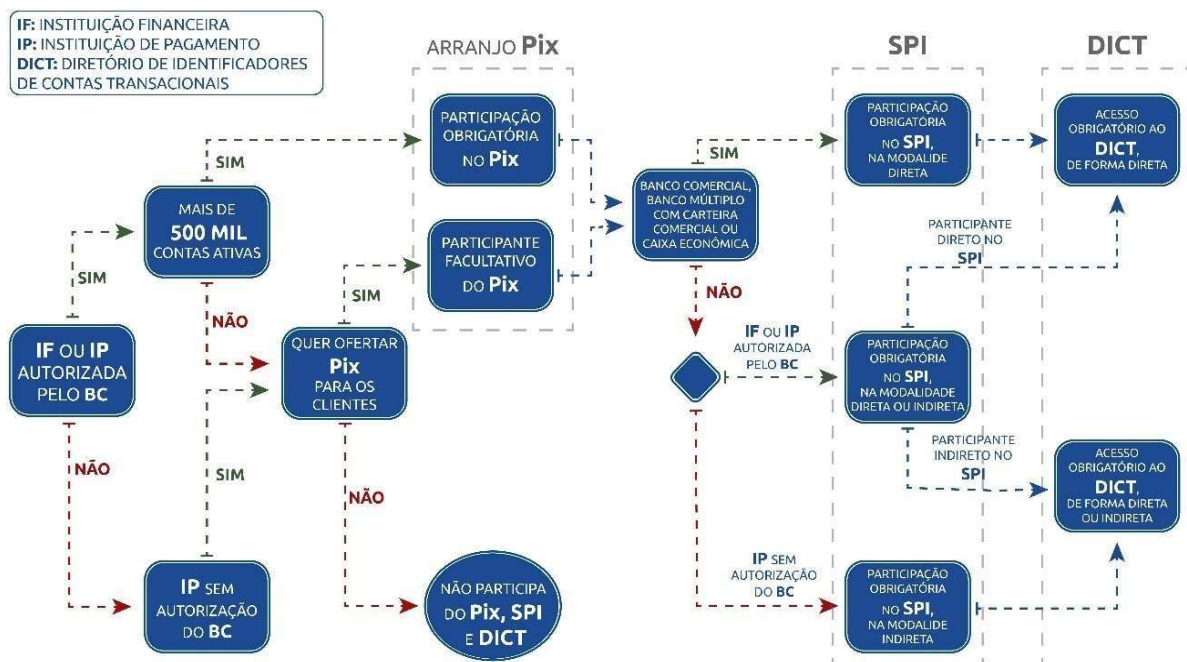 IF: INSTITUIÇÃO FINANCEIRA
IP: INSTITUIÇÃO DE PAGAMENTO
DICT: DIRETÓRIO DE IDENTIFICADORES
DE CONTAS TRANSACIONAIS
ARRANJO Pix
SPI
DICT
PARTICIPAÇÃO
OBRIGATÓRIA
NO Pix
SIM
SIM
PARTICIPAÇÃO
OBRIGATÓRIA
NO SPI,
NA MODALIDE
DIRETA
ACESSO
OBRIGATÓRIO AO
DICT,
DE FORMA DIRETA
MAIS DE
500 MIL
CONTAS ATIVAS
BANCO COMERCIAL,
BANCO MÚLTIPLO
COM CARTEIRA
COMERCIAL OU
CAIXA ECONÔMICA
PARTICIPANTE
FACULTATIVO
DO Pix
PARTICIPANTE
DIRETO NO
SPI
SIM
SIM
NÃO
NÃO
IF OU IP
AUTORIZADA
PELO BC
QUER OFERTAR
Pix
PARA OS
CLIENTES
IF OU IP
AUTORIZADA
PELO BC
PARTICIPAÇÃO
OBRIGATÓRIA
NO SPI,
NA MODALIDADE
DIRETA OU INDIRETA
PARTICIPANTE
INDIRETO NO
SPI
NÃO
SIM
NÃO
ACESSO
OBRIGATÓRIO AO
DICT,
DE FORMA DIRETA
OU INDIRETA
IP SEM
AUTORIZAÇÃO
DO BC
NÃO PARTICIPA
DO Pix, SPI
E DICT
IP SEM
AUTORIZAÇÃO
DO BC
PARTICIPAÇÃO
OBRIGATÓRIA
NO SPI,
NA MODALIDE
INDIRETA